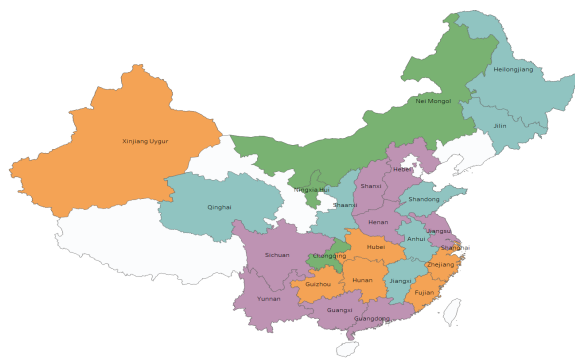 Heilongjiang
Nei Mongol
Jilin
Xinjiang Uygur
Hebei
Shanxi
Ningxia Hui
Shaanxi
Shandong
Qinghai
Henan
Jiangsu
Anhui
Shanghai
Hubei
Chongqing
Sichuan
Zhejiang
Hunan
Jiangxi
Guizhou
Fujian
Yunnan
Guangxi
Guangdong